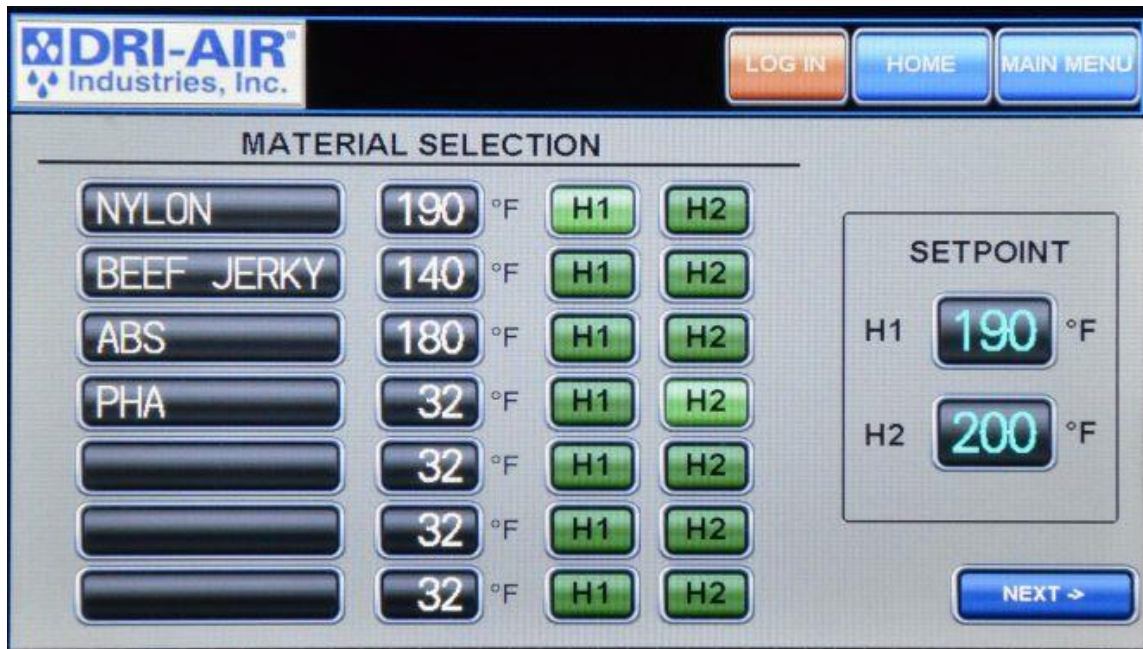 DRI-AIR®
Industries, Inc.
LOG IN HOME MAIN MENU
MATERIAL SELECTION
NYLON 190 °F H1 H2
BEEF JERKY 140 °F H1 H2
ABS 180 °F H1 H2
PHA 32 °F H1 H2
32 °F H1 H2
32 °F H1 H2
32 °F H1 H2
SETPOINT
H1 190 °F
H2 200 °F
NEXT ->